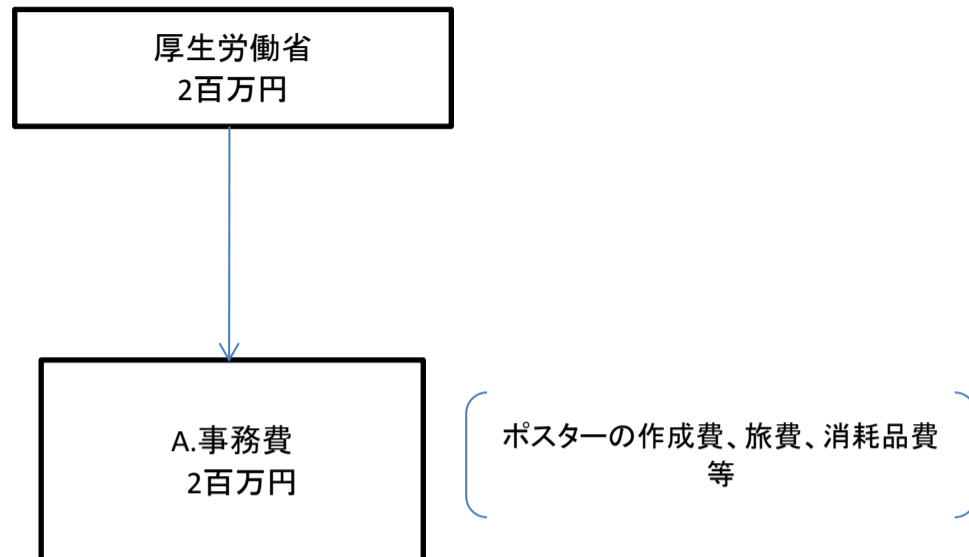 厚生労働省
2百万円
A.事務費
2百万円
ポスターの作成費、旅費、消耗品費
等